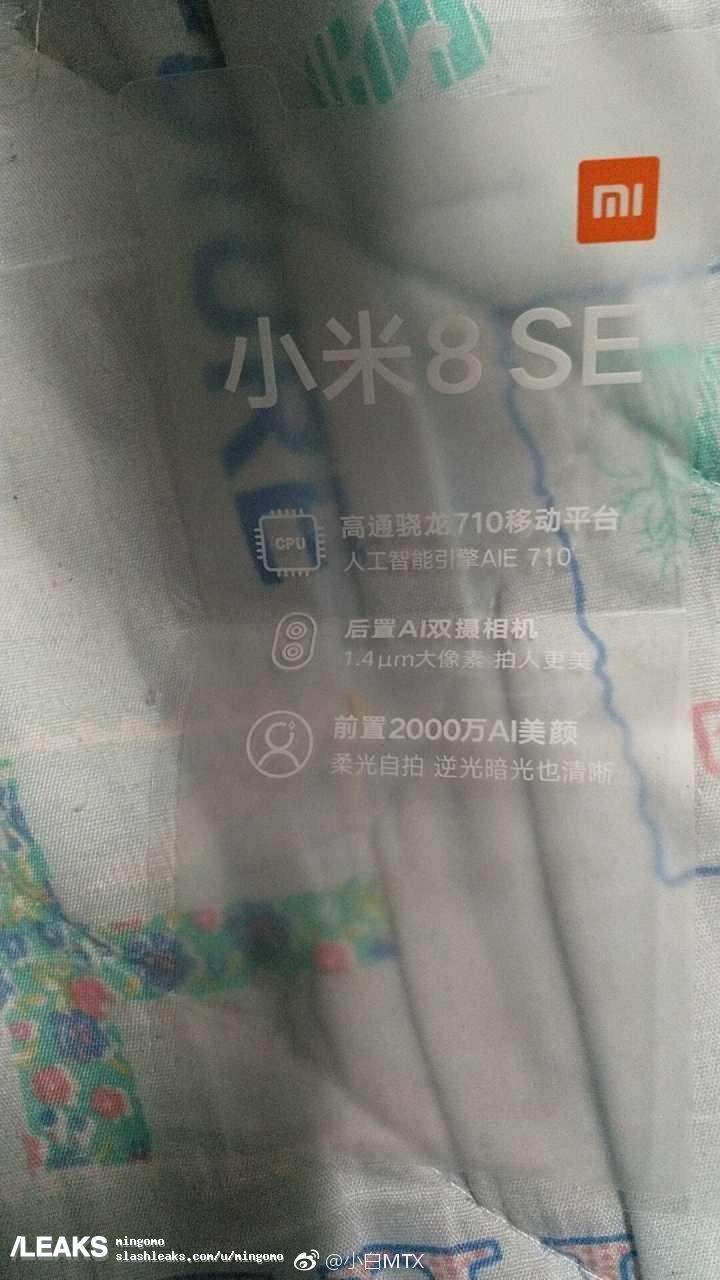 mi
小米8 SE
CPU
高通骁龙710移动平台
人工智能引擎AIE 710
后置AI双摄相机
1.4μm大像素 拍人更美
前置2000万AI美颜
柔光自拍 逆光暗光也清晰
/LEAKS
mingomo
slashleaks.com/u/mingomo
@小白MTX